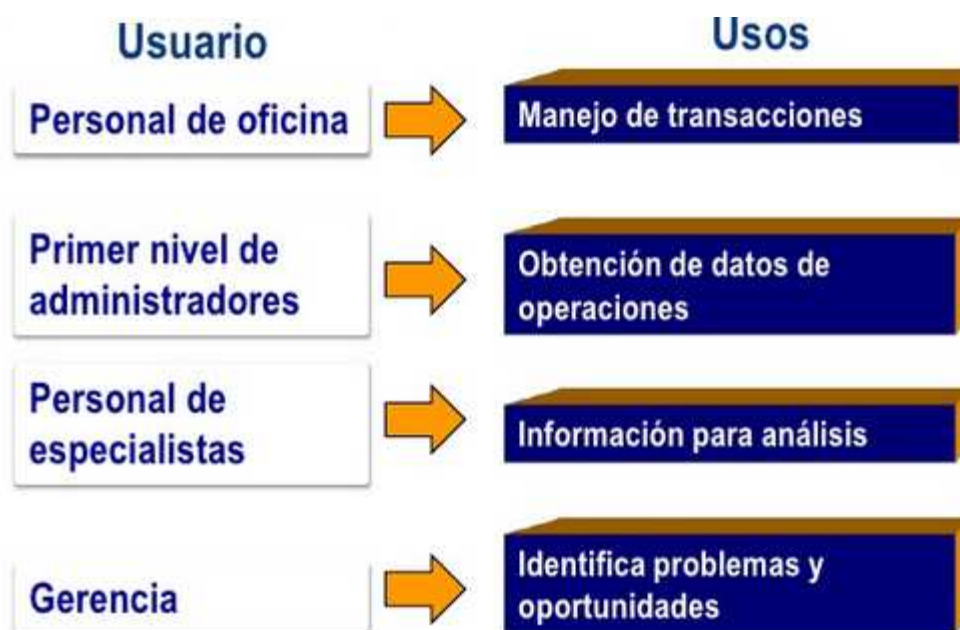 Usuario
Usos
Personal de oficina
Manejo de transacciones
Primer nivel de
administradores
Obtención de datos de
operaciones
Personal de
especialistas
Información para análisis
Gerencia
Identifica problemas y
oportunidades